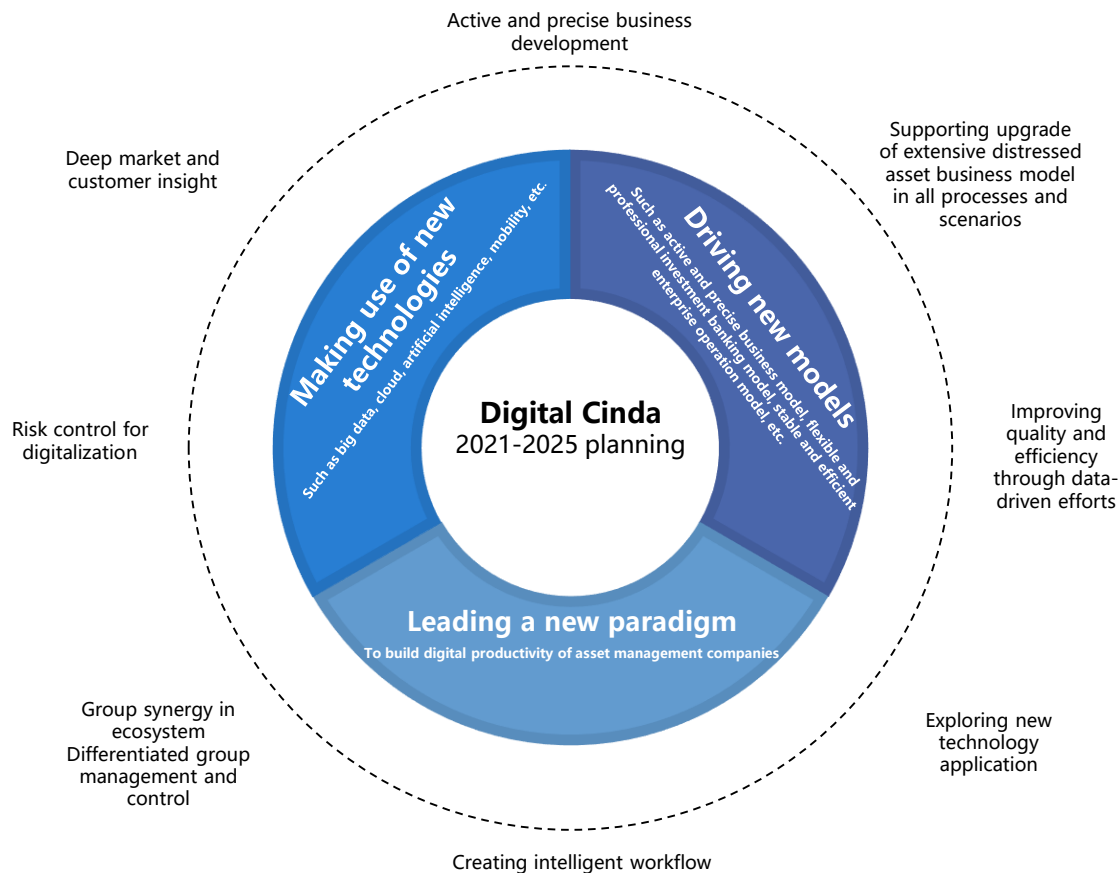 Active and precise business
development
Deep market and
customer insight
Supporting upgrade
of extensive distressed
asset business model
in all processes and
scenarios
Making use of new
technologies
Such as big data, cloud, artificial intelligence, mobility, etc.
Driving new models
Such as active and precise business model, flexible and
professional investment banking model, stable and efficient
enterprise operation model, etc.
Digital Cinda
2021-2025 planning
Risk control for
digitalization
Improving
quality and
efficiency
through data-
driven efforts
Leading a new paradigm
To build digital productivity of asset management companies
Group synergy in
ecosystem
Differentiated group
management and
control
Exploring new
technology
application
Creating intelligent workflow